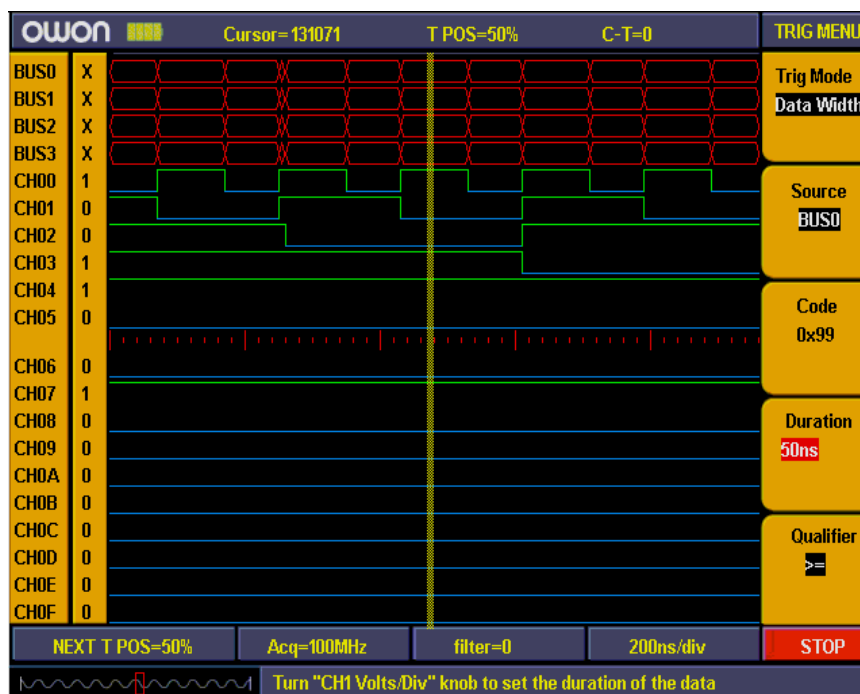 OWON Cursor=131071 T POS=50% C-T=0 TRIG MENU
BUS0 X
BUS1 X
BUS2 X
BUS3 X
CH00 1
CH01 0
CH02 0
CH03 1
CH04 1
CH05 0
CH06 0
CH07 1
CH08 0
CH09 0
CH0A 0
CH0B 0
CH0C 0
CH0D 0
CH0E 0
CH0F 0
Trig Mode
Data Width
Source
BUS0
Code
0x99
Duration
50ns
Qualifier
>=
NEXT T POS=50% Acq=100MHz filter=0 200ns/div STOP
Turn "CH1 Volts/Div" knob to set the duration of the data